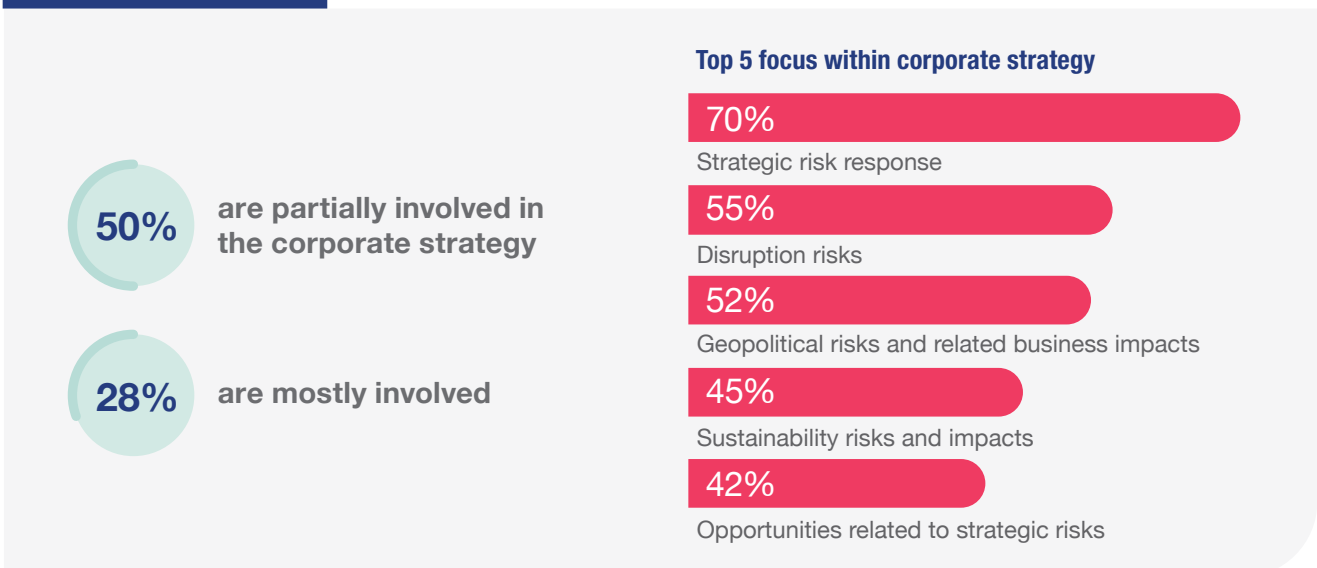 50%
are partially involved in
the corporate strategy
28%
are mostly involved
Top 5 focus within corporate strategy
70%
Strategic risk response
55%
Disruption risks
52%
Geopolitical risks and related business impacts
45%
Sustainability risks and impacts
42%
Opportunities related to strategic risks